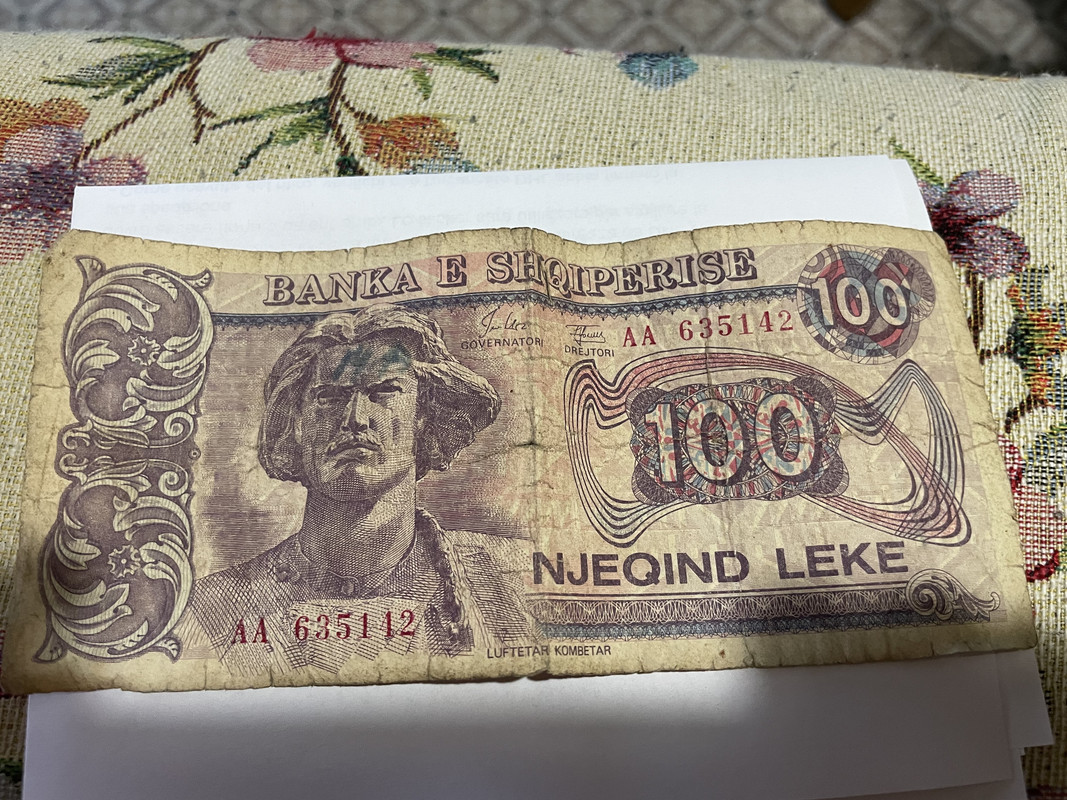 BANKA E SHQIPERISE
100
GOVERNATORI
DREJTORI
AA 635142
100
NJEQIND LEKE
AA 635142
LUFTETAR KOMBETAR